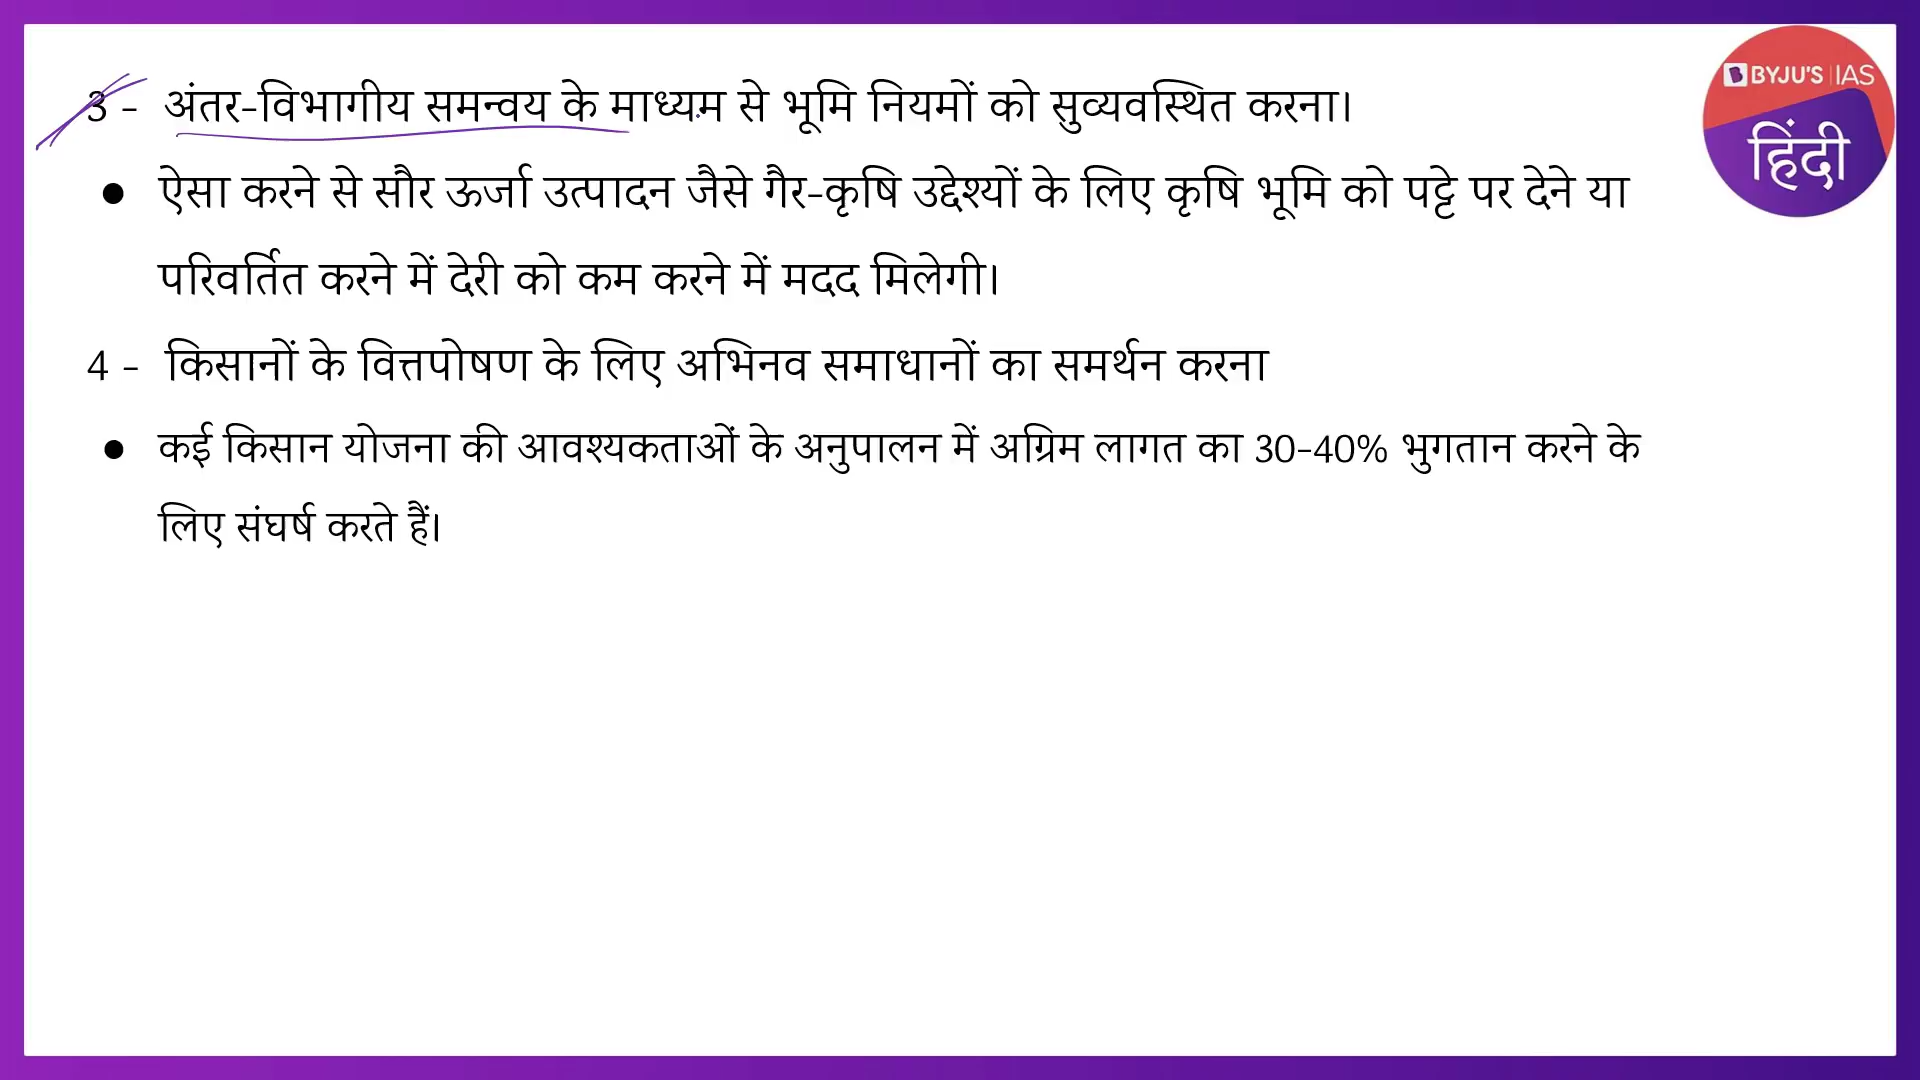 BYJU'S IAS
हिंदी
3 - अंतर-विभागीय समन्वय के माध्यम से भूमि नियमों को सुव्यवस्थित करना।
● ऐसा करने से सौर ऊर्जा उत्पादन जैसे गैर-कृषि उद्देश्यों के लिए कृषि भूमि को पट्टे पर देने या
परिवर्तित करने में देरी को कम करने में मदद मिलेगी।
4 - किसानों के वित्तपोषण के लिए अभिनव समाधानों का समर्थन करना
● कई किसान योजना की आवश्यकताओं के अनुपालन में अग्रिम लागत का 30-40% भुगतान करने के
लिए संघर्ष करते हैं।